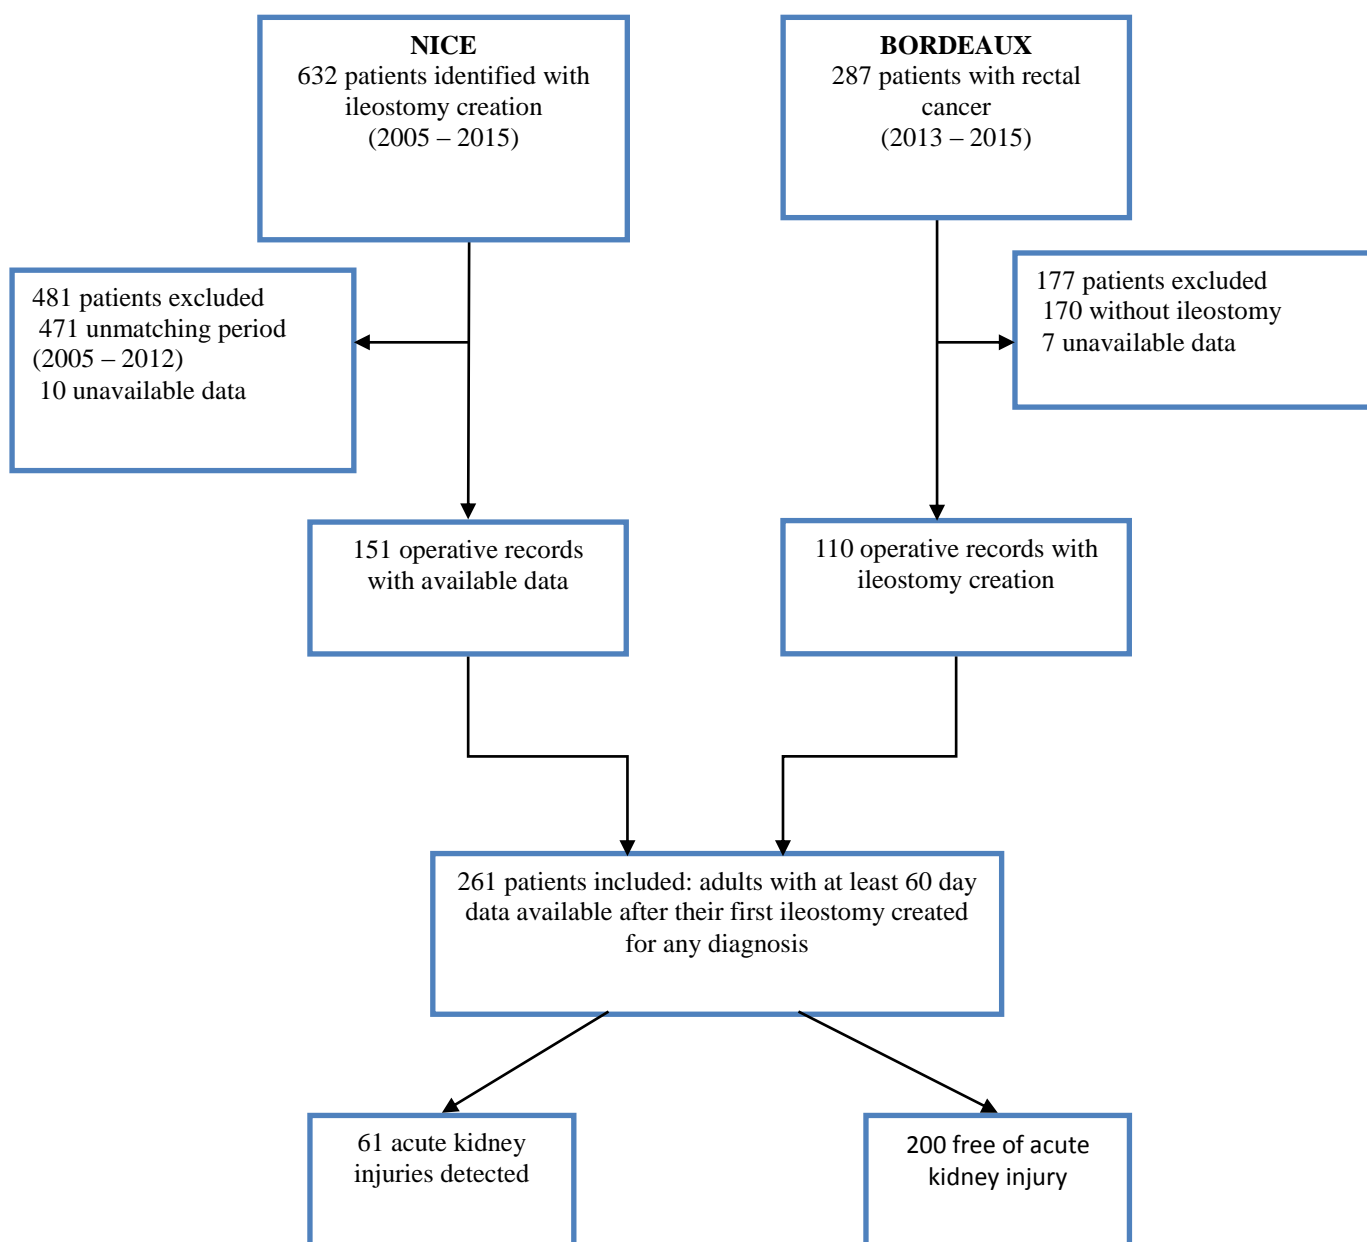 NICE
632 patients identified with
ileostomy creation
(2005 – 2015)
BORDEAUX
287 patients with rectal
cancer
(2013 – 2015)
481 patients excluded
471 unmatching period
(2005 – 2012)
10 unavailable data
177 patients excluded
170 without ileostomy
7 unavailable data
151 operative records
with available data
110 operative records with
ileostomy creation
261 patients included: adults with at least 60 day
data available after their first ileostomy created
for any diagnosis
61 acute kidney
injuries detected
200 free of acute
kidney injury